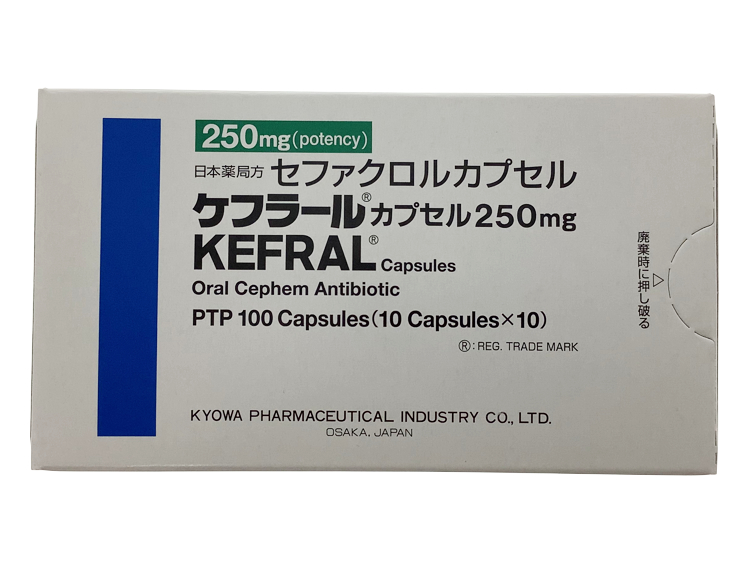 250mg(potency)
日本薬局方 セファクロルカプセル
ケフラール®カプセル250mg
KEFRAL® Capsules
Oral Cephem Antibiotic
PTP 100 Capsules(10 Capsules×10)
®:REG. TRADE MARK
KYOWA PHARMACEUTICAL INDUSTRY CO., LTD.
OSAKA, JAPAN
廃棄時に押し破る